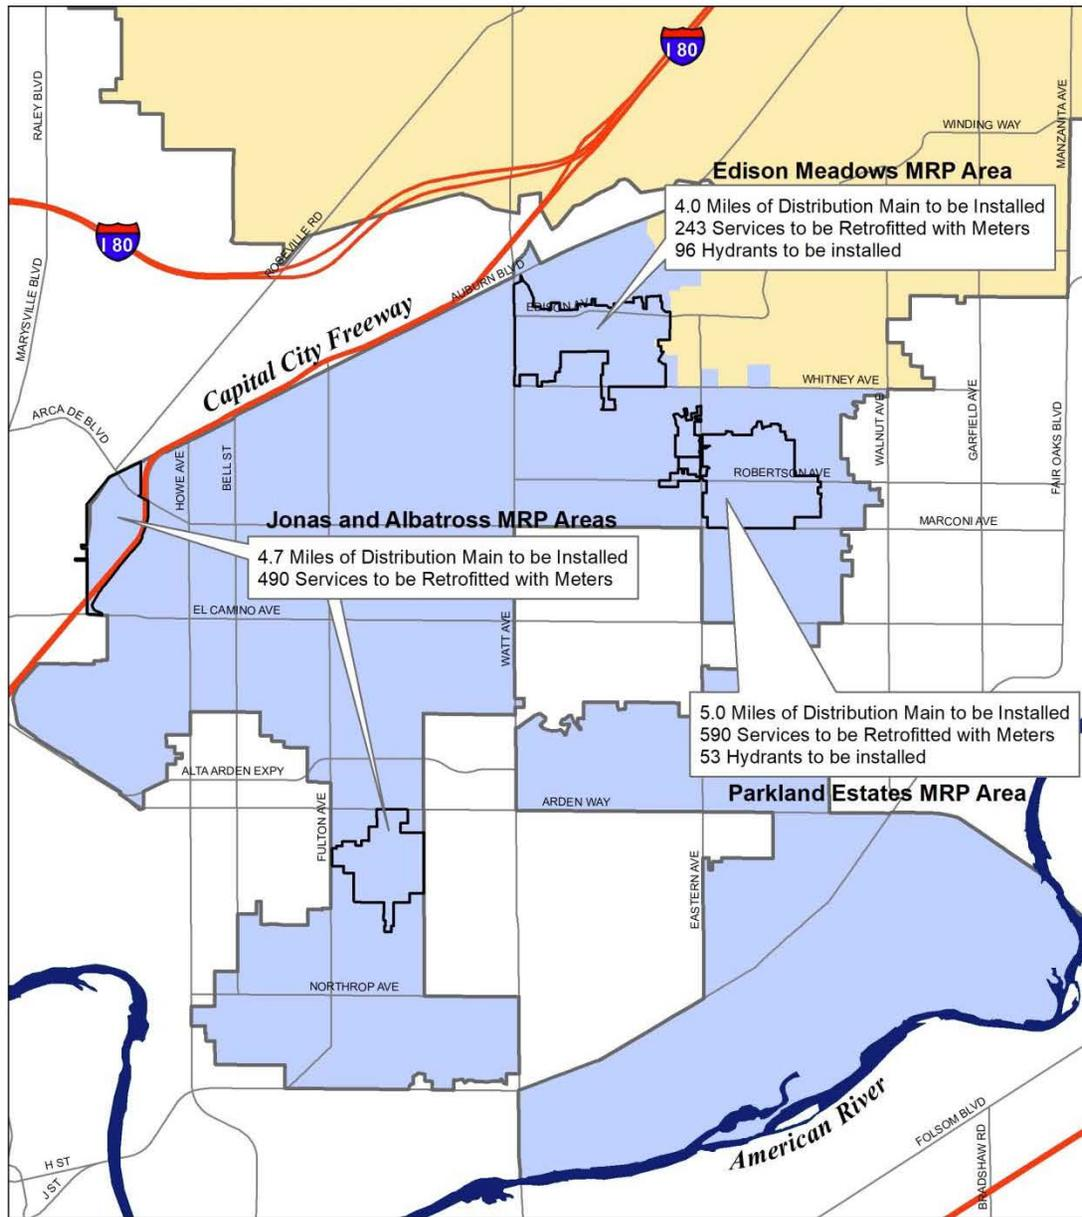 I 80
RALEY BLVD
WINDING WAY
MANZANITA AVE
Edison Meadows MRP Area
4.0 Miles of Distribution Main to be Installed
243 Services to be Retrofitted with Meters
96 Hydrants to be installed
I 80
ROSEVILLE RD
MARYSVILLE BLVD
AUBURN BLVD
EDISON AV
Capital City Freeway
WHITNEY AVE
ARCA DE BLVD
HOWE AVE
BELL ST
WALNUT AVE
GARFIELD AVE
FAIR OAKS BLVD
ROBERTSON AVE
MARCONI AVE
Jonas and Albatross MRP Areas
4.7 Miles of Distribution Main to be Installed
490 Services to be Retrofitted with Meters
EL CAMINO AVE
WATT AVE
5.0 Miles of Distribution Main to be Installed
590 Services to be Retrofitted with Meters
53 Hydrants to be installed
ALTA ARDEN EXPY
Parkland Estates MRP Area
ARDEN WAY
FULTON AVE
EASTERN AVE
NORTHROP AVE
American River
FOLSOM BLVD
BRADSHAW RD
H ST
J ST